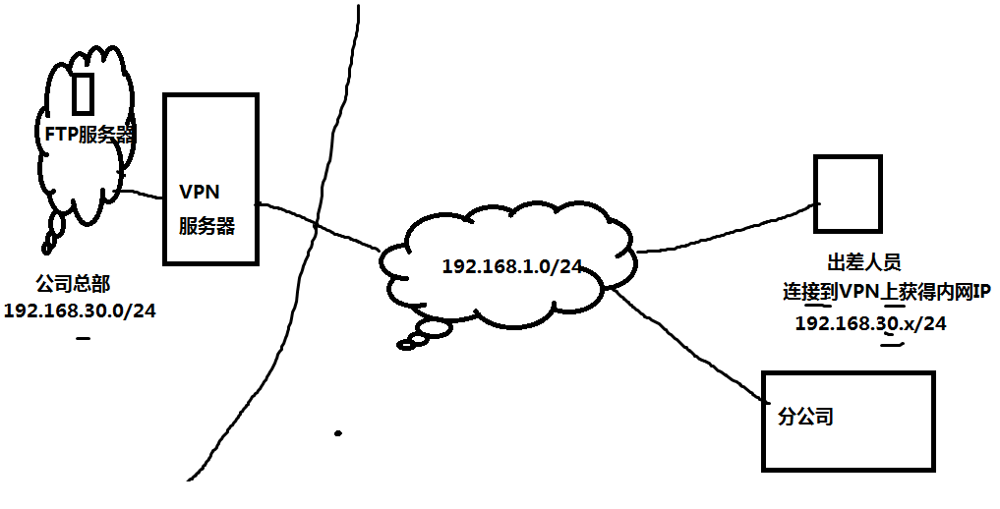 FTP服务器
VPN
服务器
公司总部
192.168.30.0/24
192.168.1.0/24
出差人员
连接到VPN上获得内网IP
192.168.30.x/24
分公司